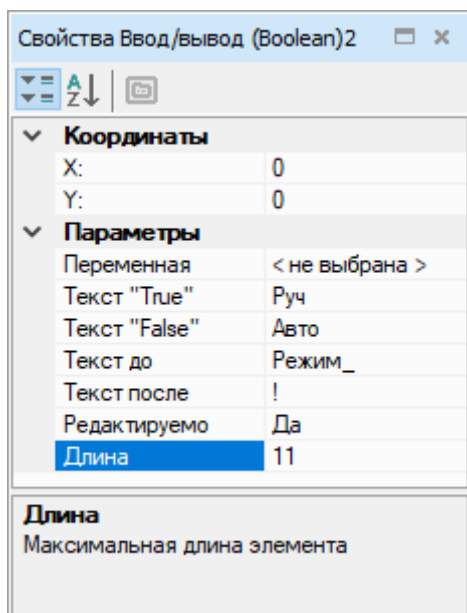 Свойства Ввод/вывод (Boolean)2
Координаты
X: 0
Y: 0
Параметры
Переменная < не выбрана >
Текст "True" Руч
Текст "False" Авто
Текст до Режим_
Текст после !
Редактируемо Да
Длина 11
Длина
Максимальная длина элемента